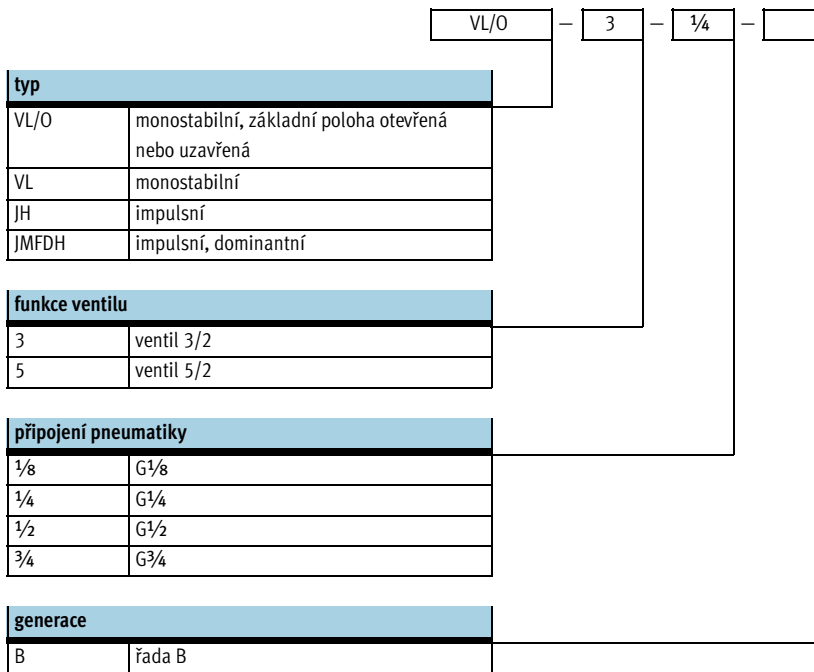 VL/O – 3 – ¼ –
typ
VL/O monostabilní, základní poloha otevřená
nebo uzavřená
VL monostabilní
JH impulsní
JMFDH impulsní, dominantní
funkce ventilu
3 ventil 3/2
5 ventil 5/2
připojení pneumatiky
⅛ G⅛
¼ G¼
½ G½
¾ G¾
generace
B řada B